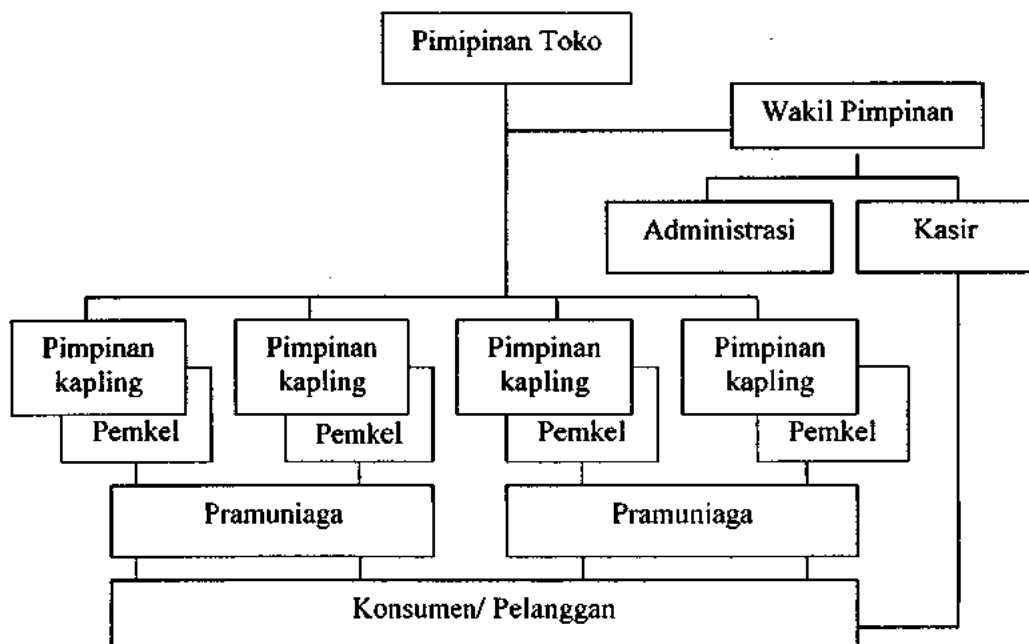 Pimipinan Toko
Wakil Pimpinan
Administrasi
Kasir
Pimpinan
kapling
Pemkel
Pimpinan
kapling
Pemkel
Pimpinan
kapling
Pemkel
Pimpinan
kapling
Pemkel
Pramuniaga
Pramuniaga
Konsumen/ Pelanggan